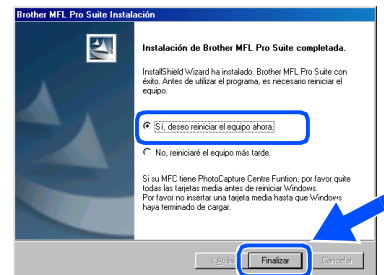 Brother MFL Pro Suite Instalación
Instalación de Brother MFL Pro Suite completada.
InstallShield Wizard ha instalado Brother MFL Pro Suite con
éxito. Antes de utilizar el programa, es necesario reiniciar el
equipo.
Sí, deseo reiniciar el equipo ahora.
No, reiniciaré el equipo más tarde.
Si su MFC tiene PhotoCapture Centre Funtion, por favor quite
todas las tarjetas media antes de reiniciar Windows.
Por favor no insertar una tarjeta media hasta que Windows
haya terminado de cargar.
< Atrás Finalizar Cancelar